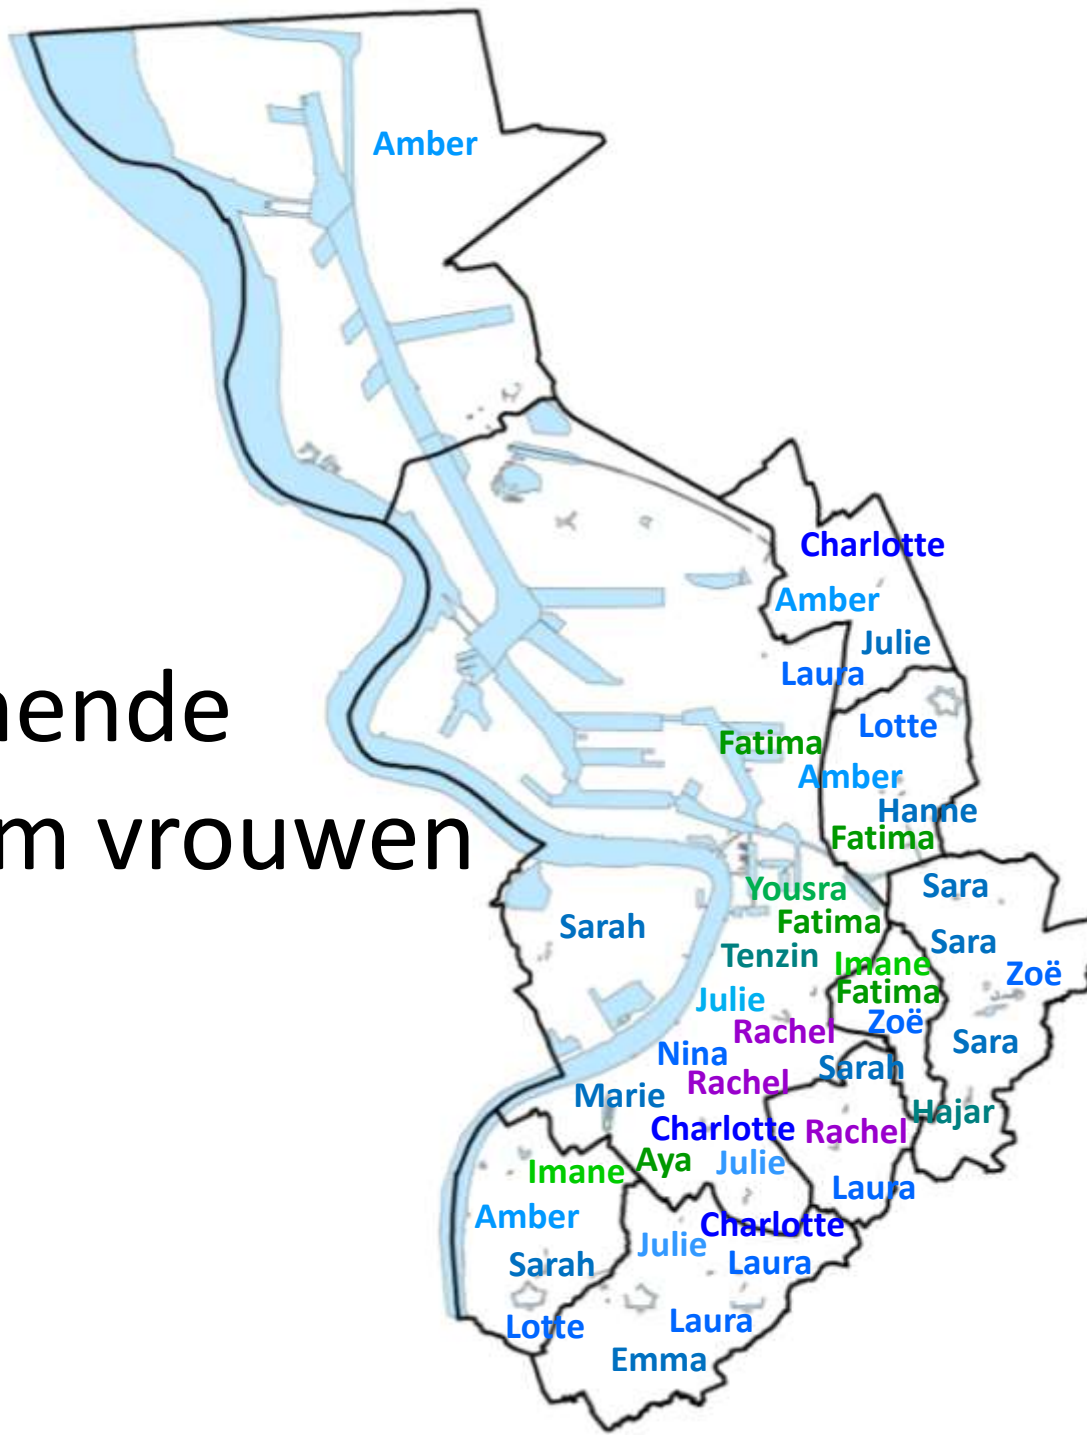 Amber
Charlotte
Amber
Julie
Laura
nende
m vrouwen
Lotte
Fatima
Amber
Hanne
Fatima
Yousra
Sara
Fatima
Sarah
Sara
Tenzin
Imane
Zoë
Fatima
Julie
Zoë
Rachel
Sara
Nina
Sarah
Rachel
Marie
Hajar
Charlotte
Rachel
Aya
Julie
Imane
Laura
Amber
Charlotte
Julie
Laura
Sarah
Laura
Lotte
Emma